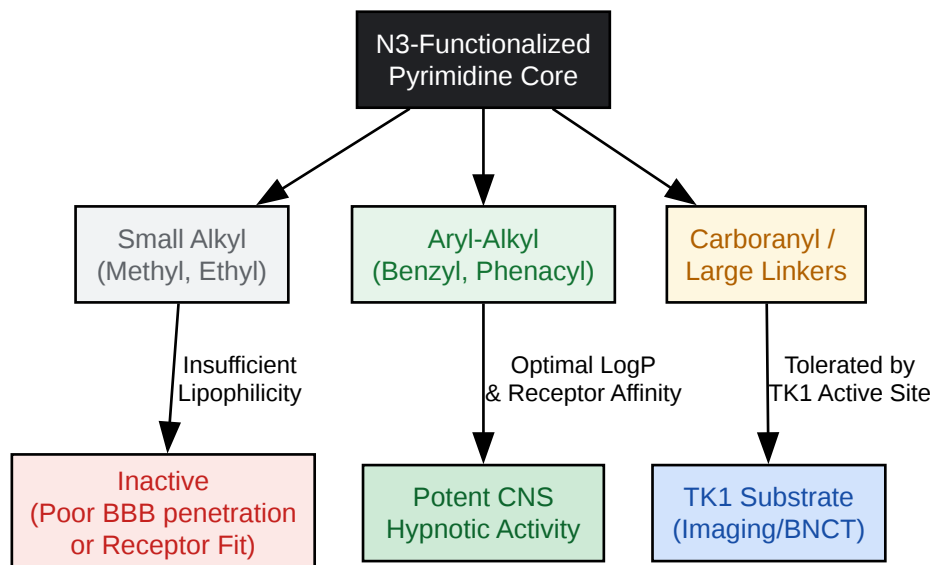 N3-Functionalized
Pyrimidine Core
Small Alkyl
(Methyl, Ethyl)
Aryl-Alkyl
(Benzyl, Phenacyl)
Carboranyl /
Large Linkers
Insufficient
Lipophilicity
Optimal LogP
& Receptor Affinity
Tolerated by
TK1 Active Site
Inactive
(Poor BBB penetration
or Receptor Fit)
Potent CNS
Hypnotic Activity
TK1 Substrate
(Imaging/BNCT)